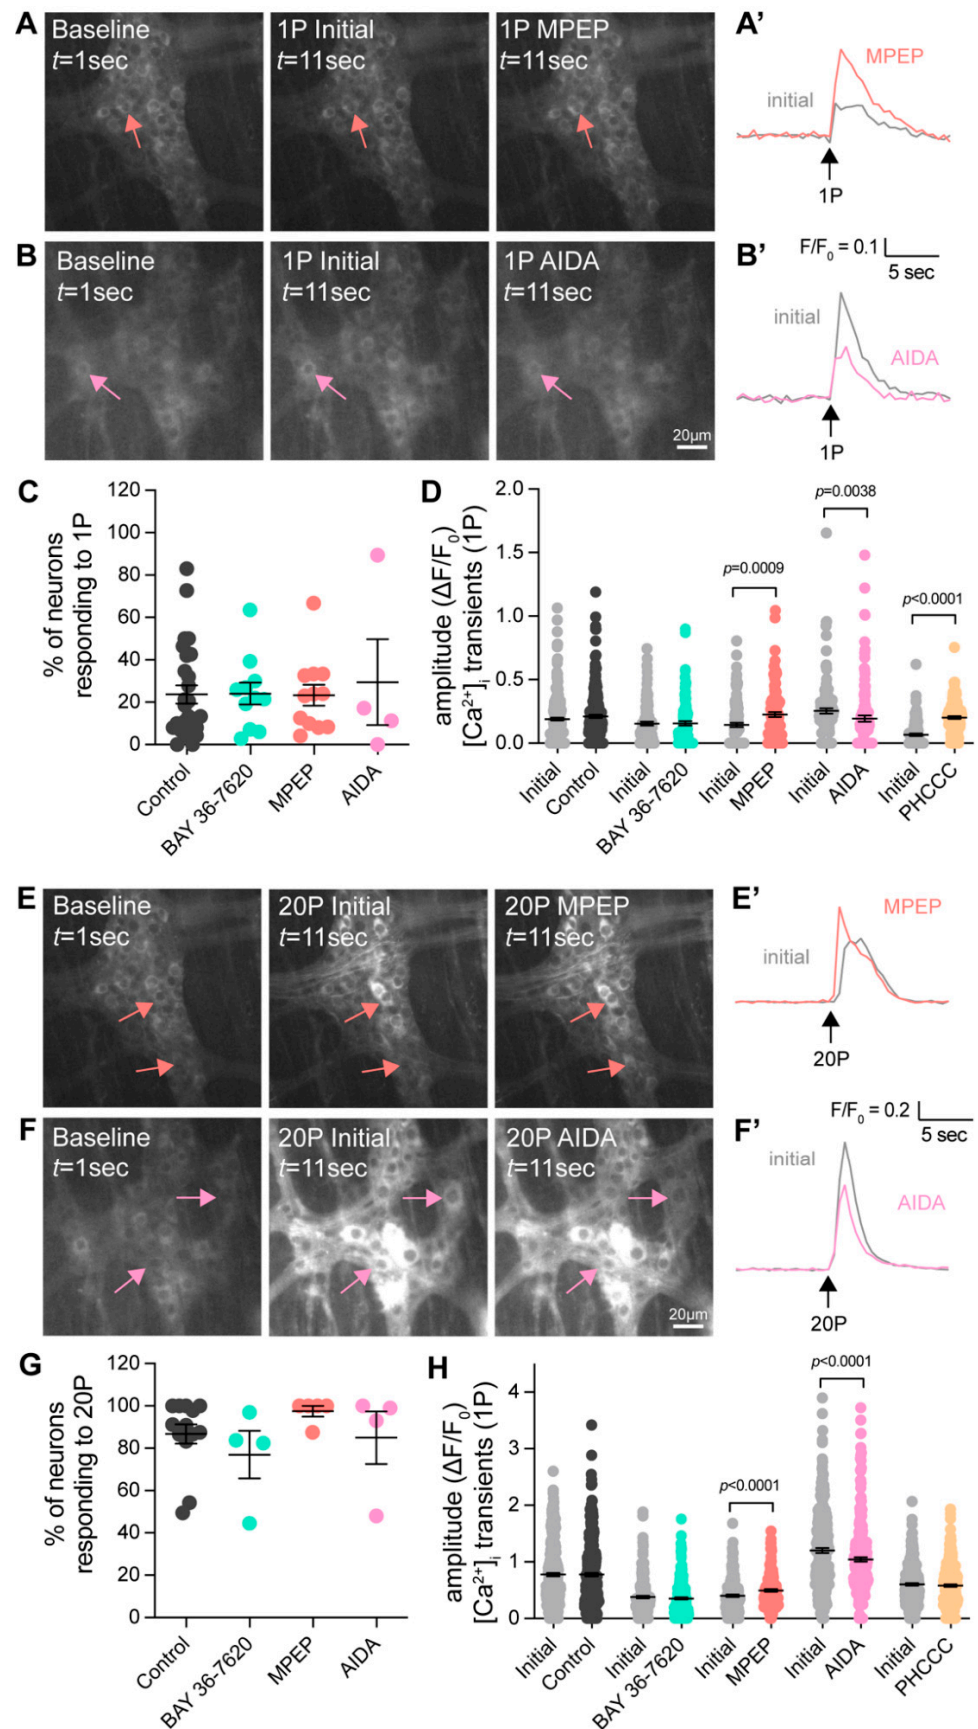 A
Baseline
t=1sec
1P Initial
t=11sec
1P MPEP
t=11sec
A’
MPEP
initial
1P
B
Baseline
t=1sec
1P Initial
t=11sec
1P AIDA
t=11sec
20µm
B’
F/F0 = 0.1
5 sec
initial
AIDA
1P
C
% of neurons
responding to 1P
120
100
80
60
40
20
0
Control
BAY 36-7620
MPEP
AIDA
D
amplitude (ΔF/F0)
[Ca2+]i transients (1P)
2.0
1.5
1.0
0.5
0.0
p=0.0009
p=0.0038
p<0.0001
Initial
Control
Initial
BAY 36-7620
Initial
MPEP
Initial
AIDA
Initial
PHCCC
E
Baseline
t=1sec
20P Initial
t=11sec
20P MPEP
t=11sec
E’
MPEP
initial
20P
F
Baseline
t=1sec
20P Initial
t=11sec
20P AIDA
t=11sec
20µm
F’
F/F0 = 0.2
5 sec
initial
AIDA
20P
G
% of neurons
responding to 20P
120
100
80
60
40
20
0
Control
BAY 36-7620
MPEP
AIDA
H
amplitude (ΔF/F0)
[Ca2+]i transients (1P)
4
3
2
1
0
p<0.0001
p<0.0001
Initial
Control
Initial
BAY 36-7620
Initial
MPEP
Initial
AIDA
Initial
PHCCC